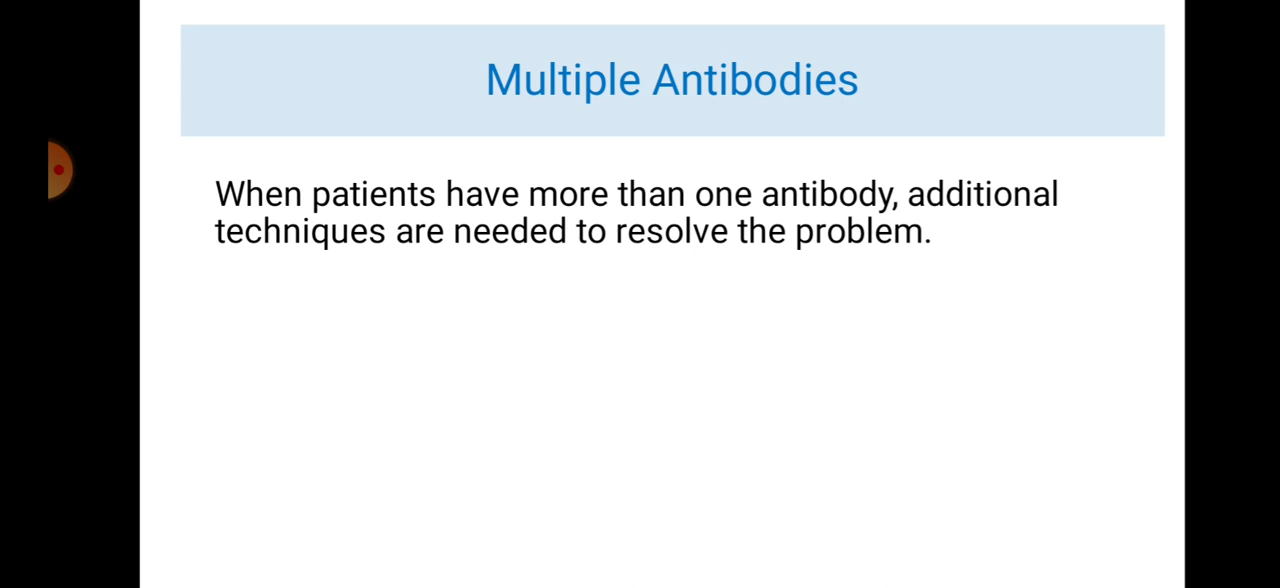 Multiple Antibodies
When patients have more than one antibody, additional
techniques are needed to resolve the problem.